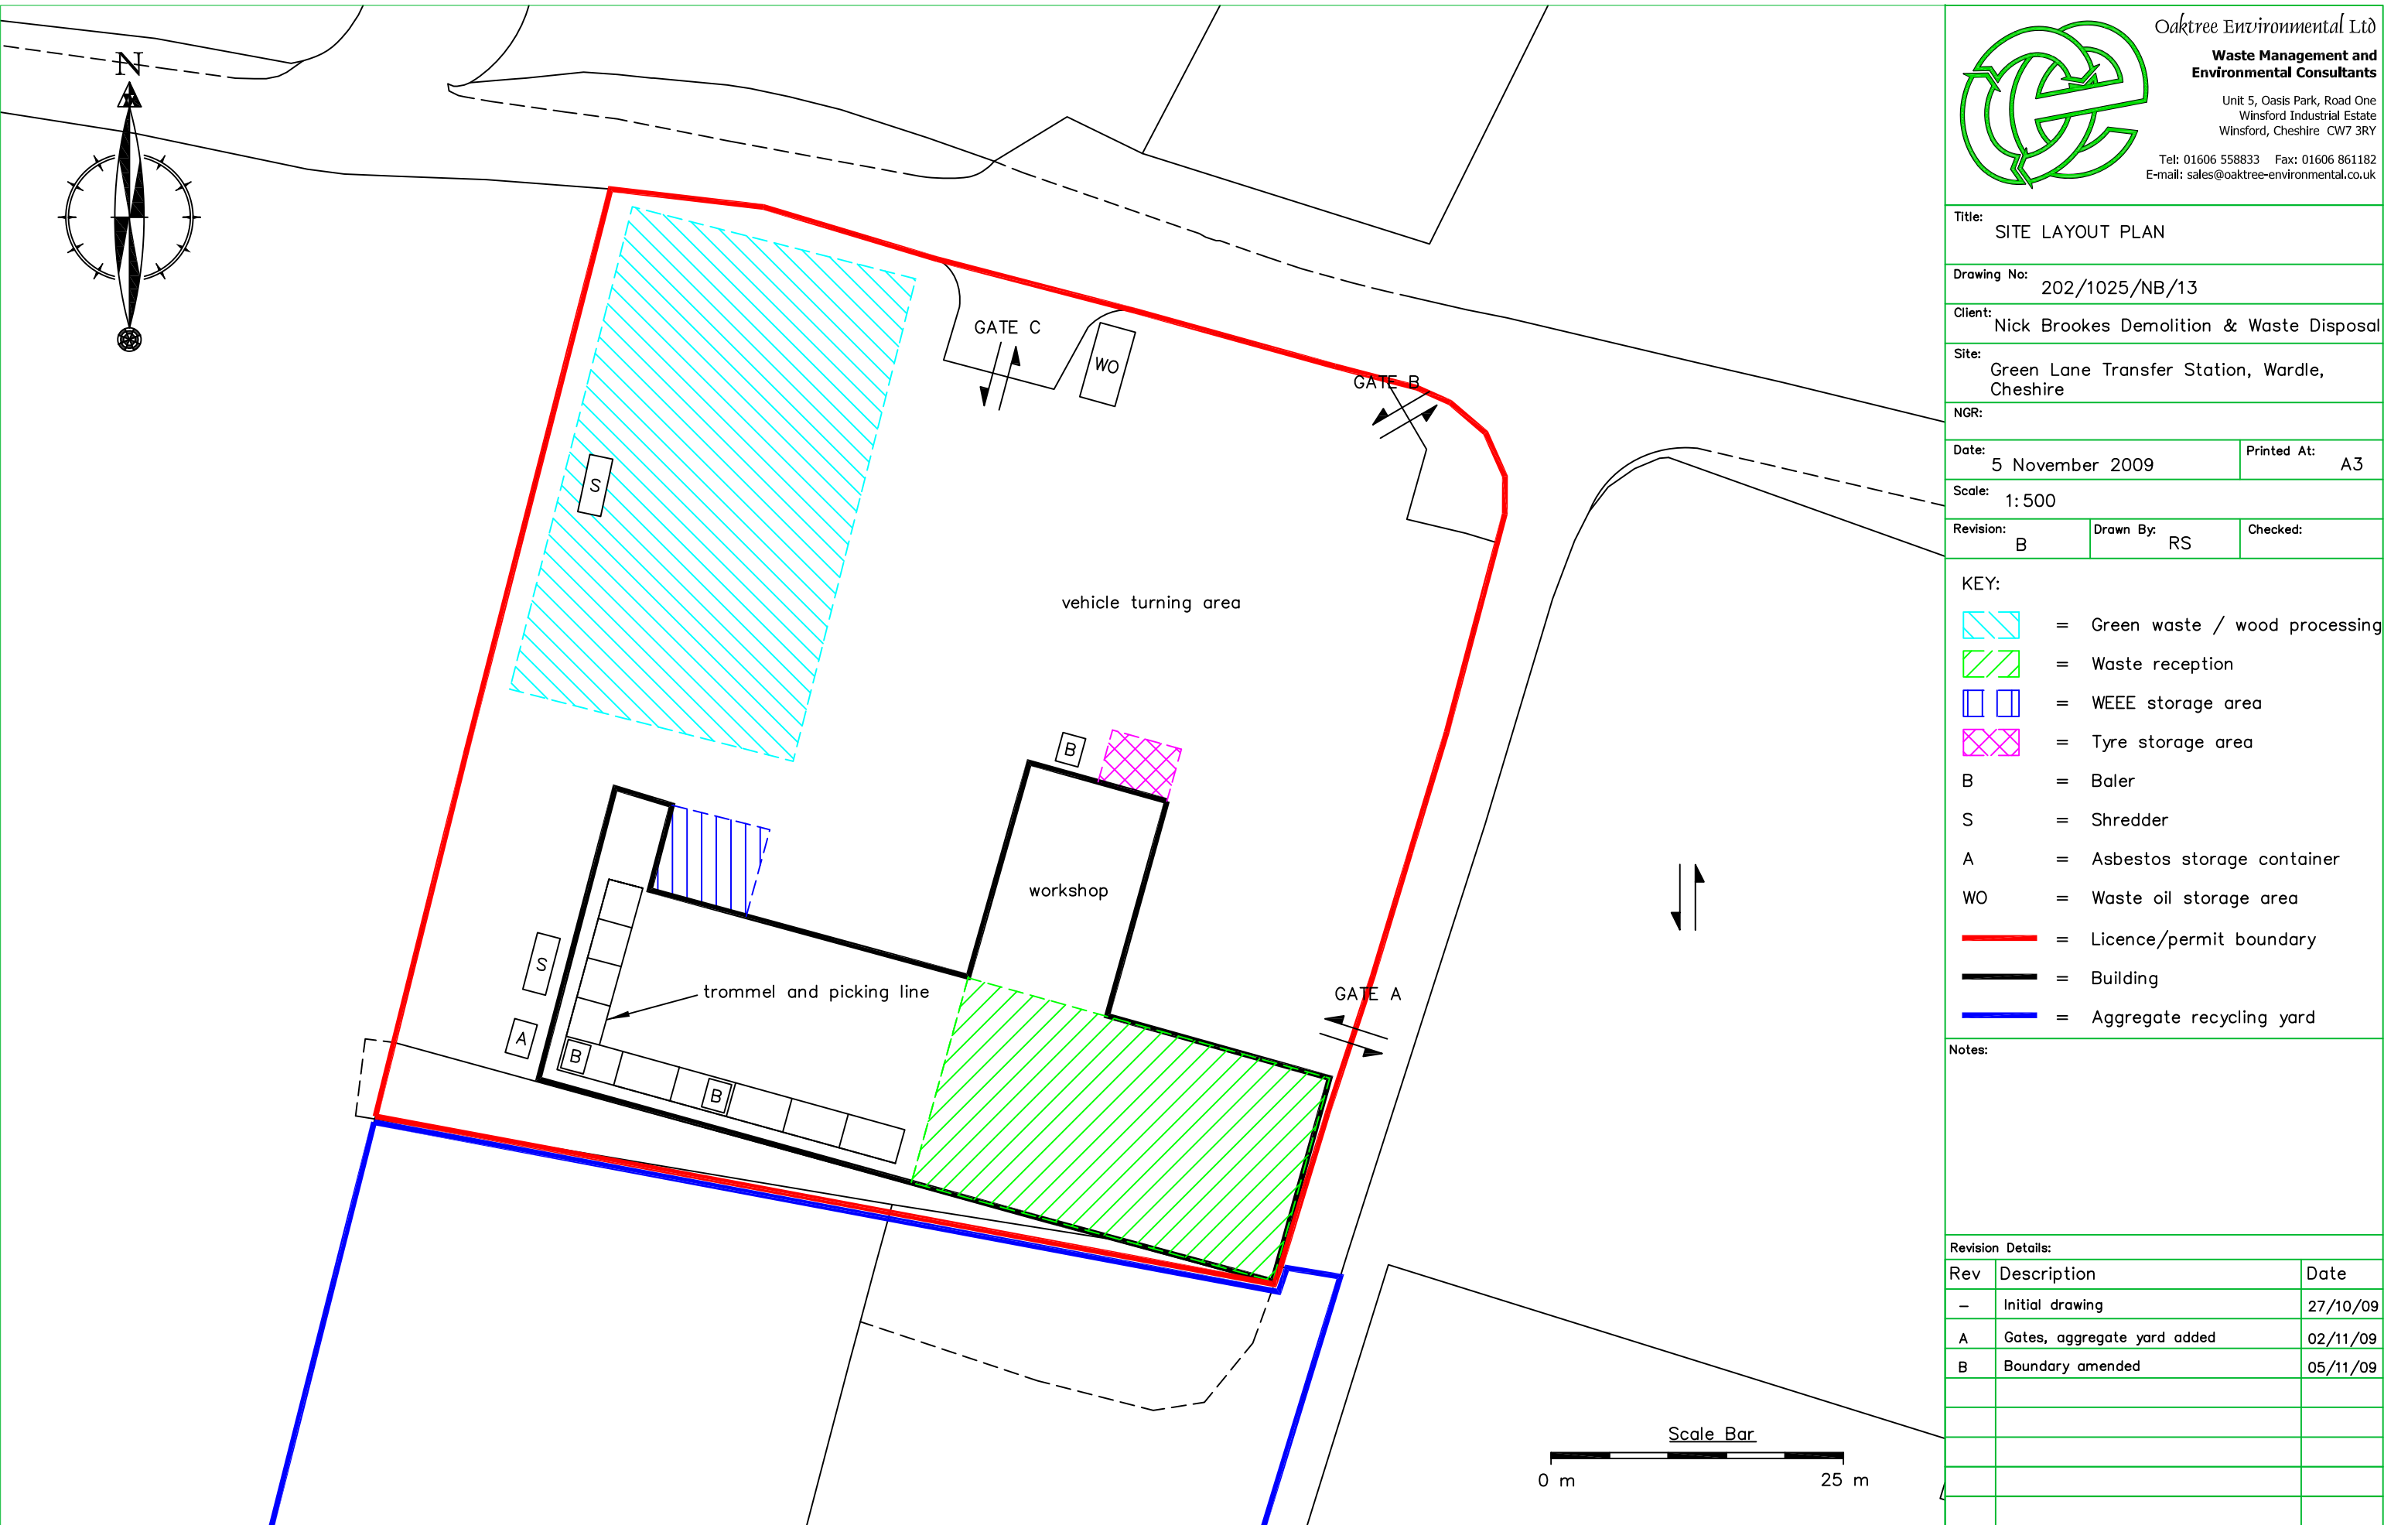 N
GATE C
WO
GATE B
S
vehicle turning area
B
workshop
S
trommel and picking line
GATE A
A
B
B
Scale Bar
0 m
25 m
Oaktree Environmental Ltd
Waste Management and
Environmental Consultants
Unit 5, Oasis Park, Road One
Winsford Industrial Estate
Winsford, Cheshire CW7 3RY
Tel: 01606 558833 Fax: 01606 861182
E-mail: sales@oaktree-environmental.co.uk
Title:
SITE LAYOUT PLAN
Drawing No:
202/1025/NB/13
Client:
Nick Brookes Demolition & Waste Disposal
Site:
Green Lane Transfer Station, Wardle,
Cheshire
NGR:
Date:
5 November 2009
Printed At:
A3
Scale:
1:500
Revision:
B
Drawn By:
RS
Checked:
KEY:
= Green waste / wood processing
= Waste reception
= WEEE storage area
= Tyre storage area
B = Baler
S = Shredder
A = Asbestos storage container
WO = Waste oil storage area
= Licence/permit boundary
= Building
= Aggregate recycling yard
Notes:
Revision Details:
Rev Description Date
- Initial drawing 27/10/09
A Gates, aggregate yard added 02/11/09
B Boundary amended 05/11/09